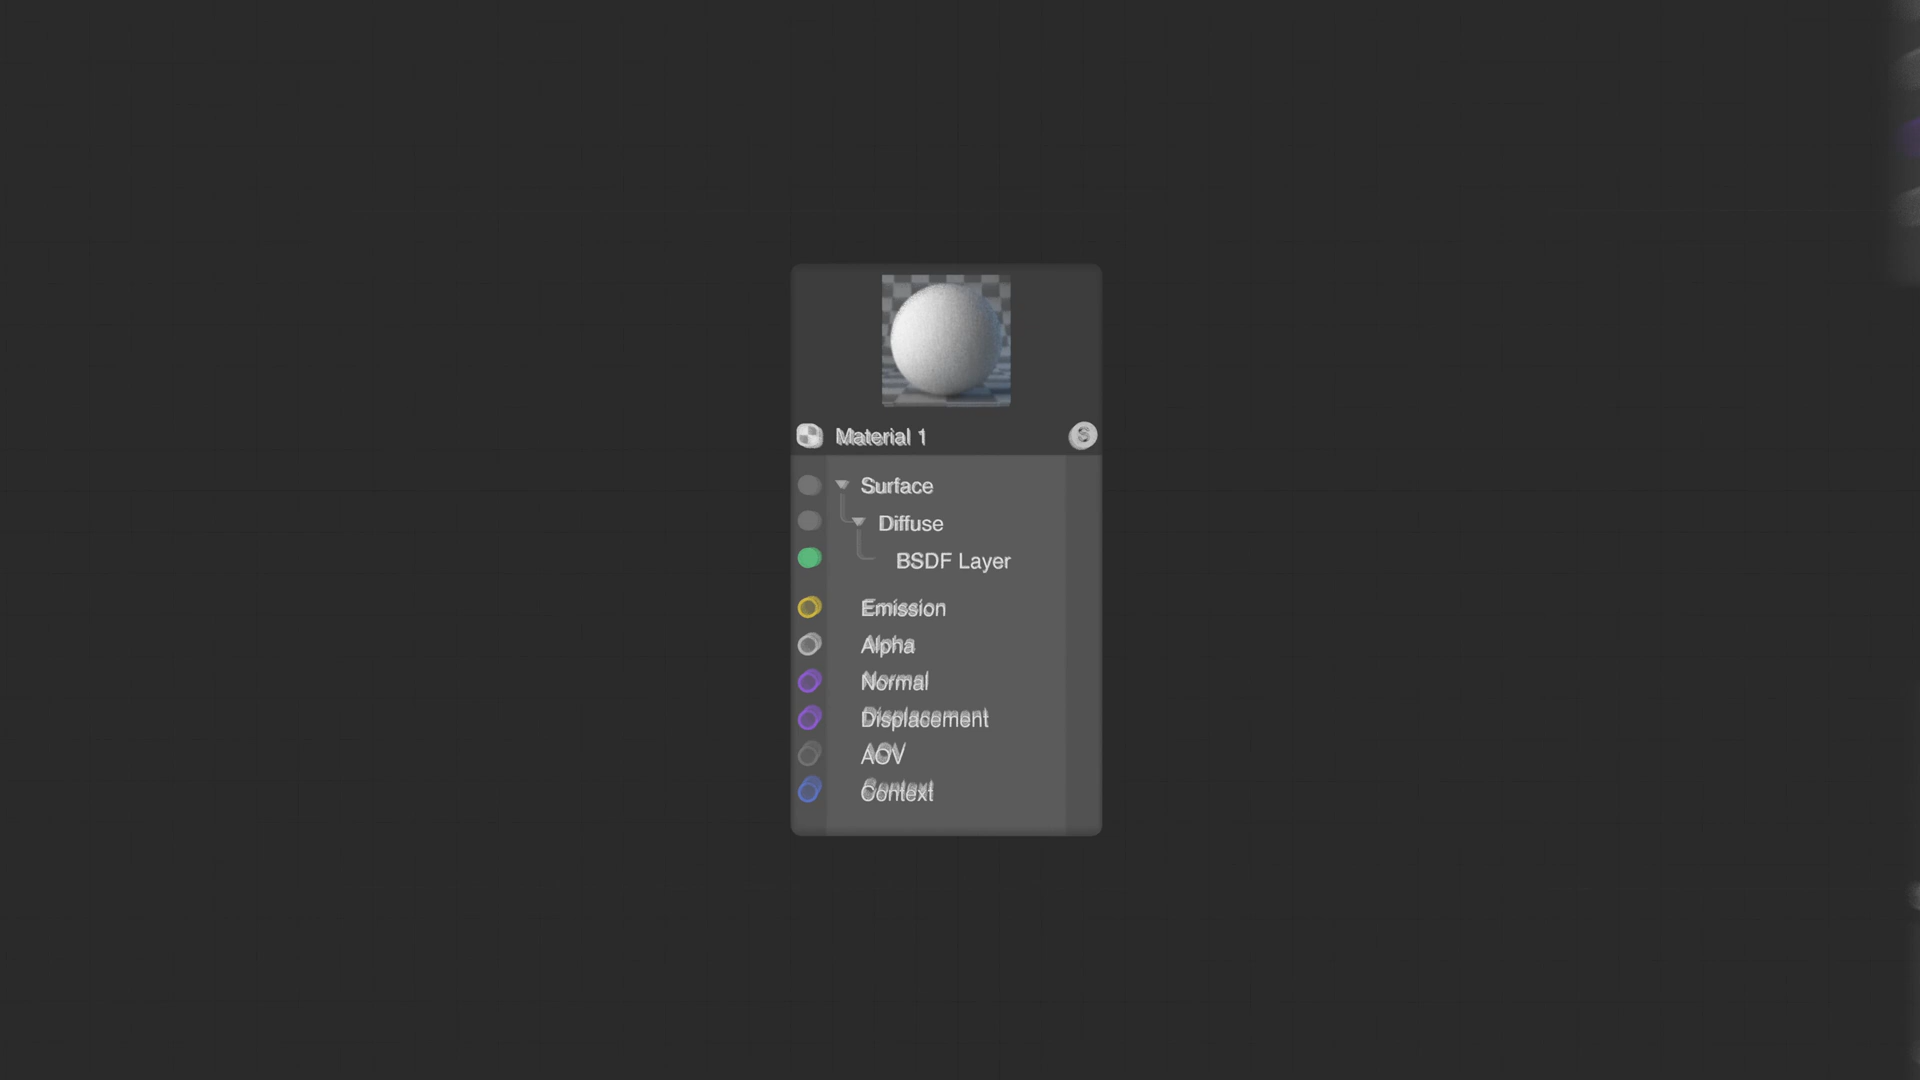 Material 1
S
Surface
Diffuse
BSDF Layer
Emission
Alpha
Normal
Displacement
AOV
Context